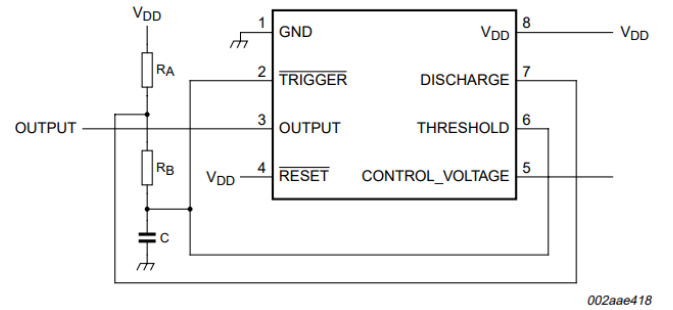 VDD
RA
OUTPUT
RB
VDD
C
1 GND
2 TRIGGER
3 OUTPUT
4 RESET
VDD 8 VDD
DISCHARGE 7
THRESHOLD 6
CONTROL_VOLTAGE 5
002aae418